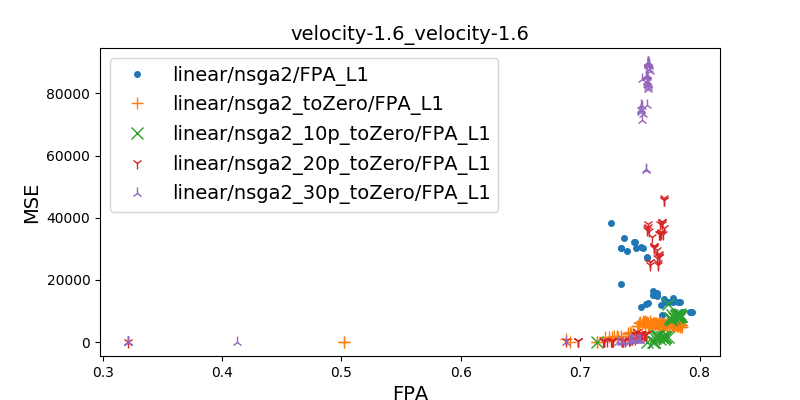 velocity-1.6_velocity-1.6
linear/nsga2/FPA_L1
linear/nsga2_toZero/FPA_L1
linear/nsga2_10p_toZero/FPA_L1
linear/nsga2_20p_toZero/FPA_L1
linear/nsga2_30p_toZero/FPA_L1
MSE
80000
60000
40000
20000
0
0.3 0.4 0.5 0.6 0.7 0.8
FPA